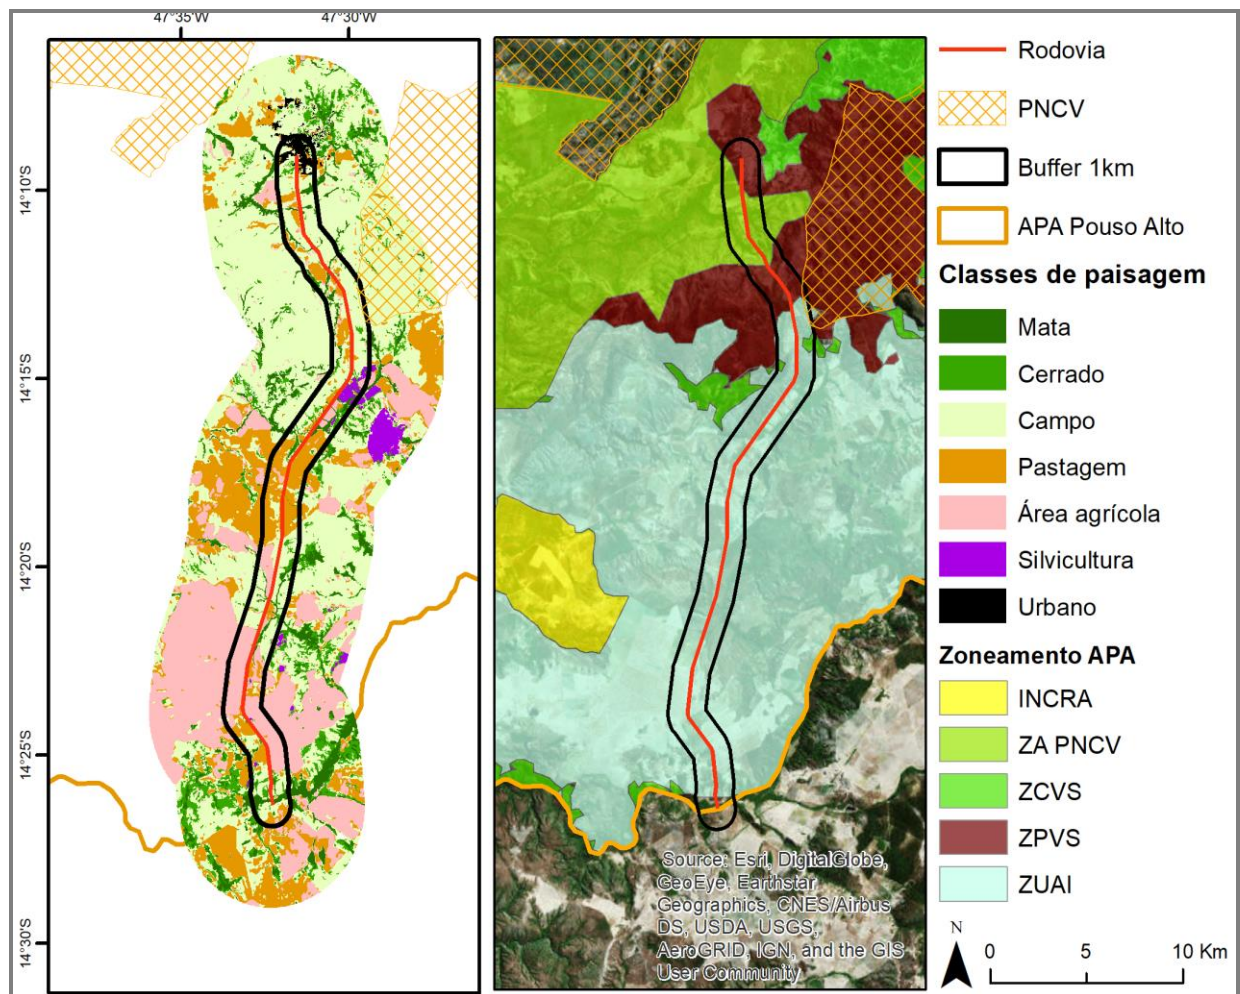 47°35'W
47°30'W
14°10'S
14°15'S
14°20'S
14°25'S
14°30'S
Source: Esri, DigitalGlobe,
GeoEye, Earthstar
Geographics, CNES/Airbus
DS, USDA, USGS,
AeroGRID, IGN, and the GIS
User Community
Rodovia
PNCV
Buffer 1km
APA Pouso Alto
Classes de paisagem
Mata
Cerrado
Campo
Pastagem
Área agrícola
Silvicultura
Urbano
Zoneamento APA
INCRA
ZA PNCV
ZCVS
ZPVS
ZUAI
N
0 5 10 Km